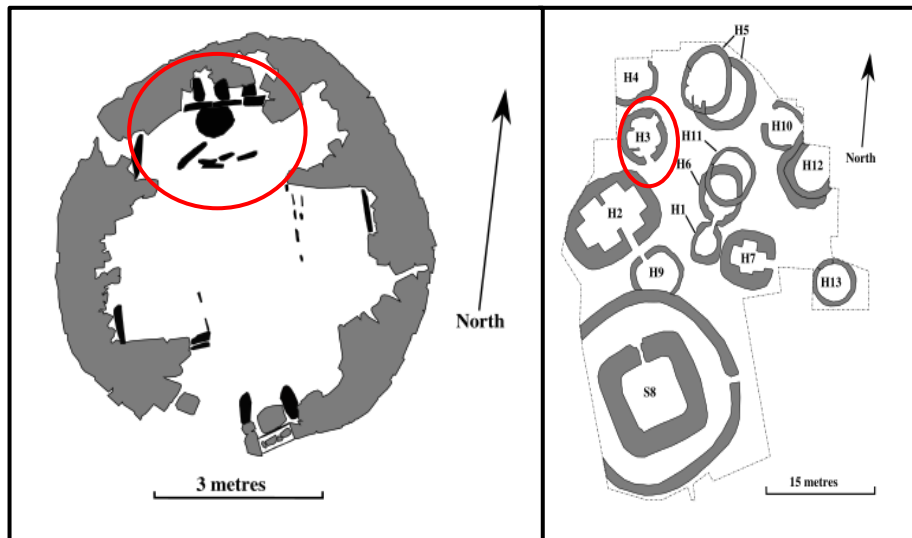 North
3 metres
H5
H4
H3
H11
H10
North
H6
H12
H2
H1
H7
H9
H13
S8
15 metres